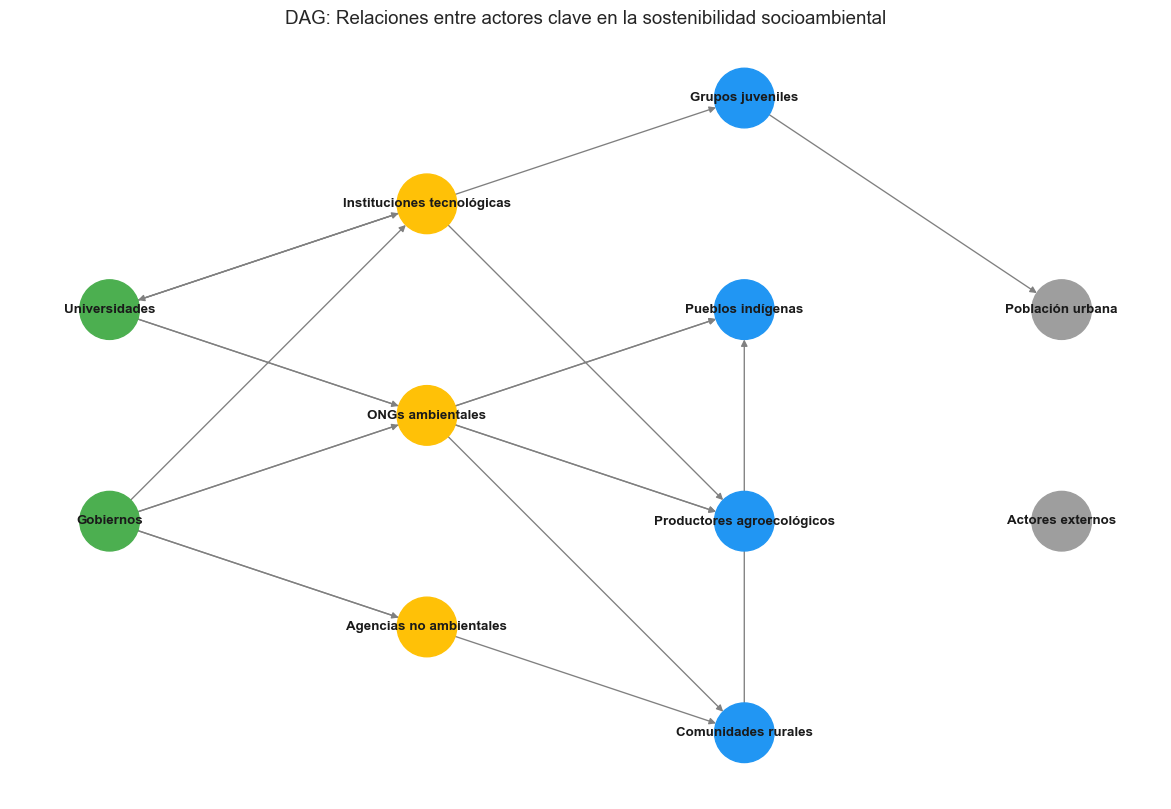 DAG: Relaciones entre actores clave en la sostenibilidad socioambiental
Grupos juveniles
Instituciones tecnológicas
Universidades
Pueblos indígenas
Población urbana
ONGs ambientales
Gobiernos
Productores agroecológicos
Actores externos
Agencias no ambientales
Comunidades rurales